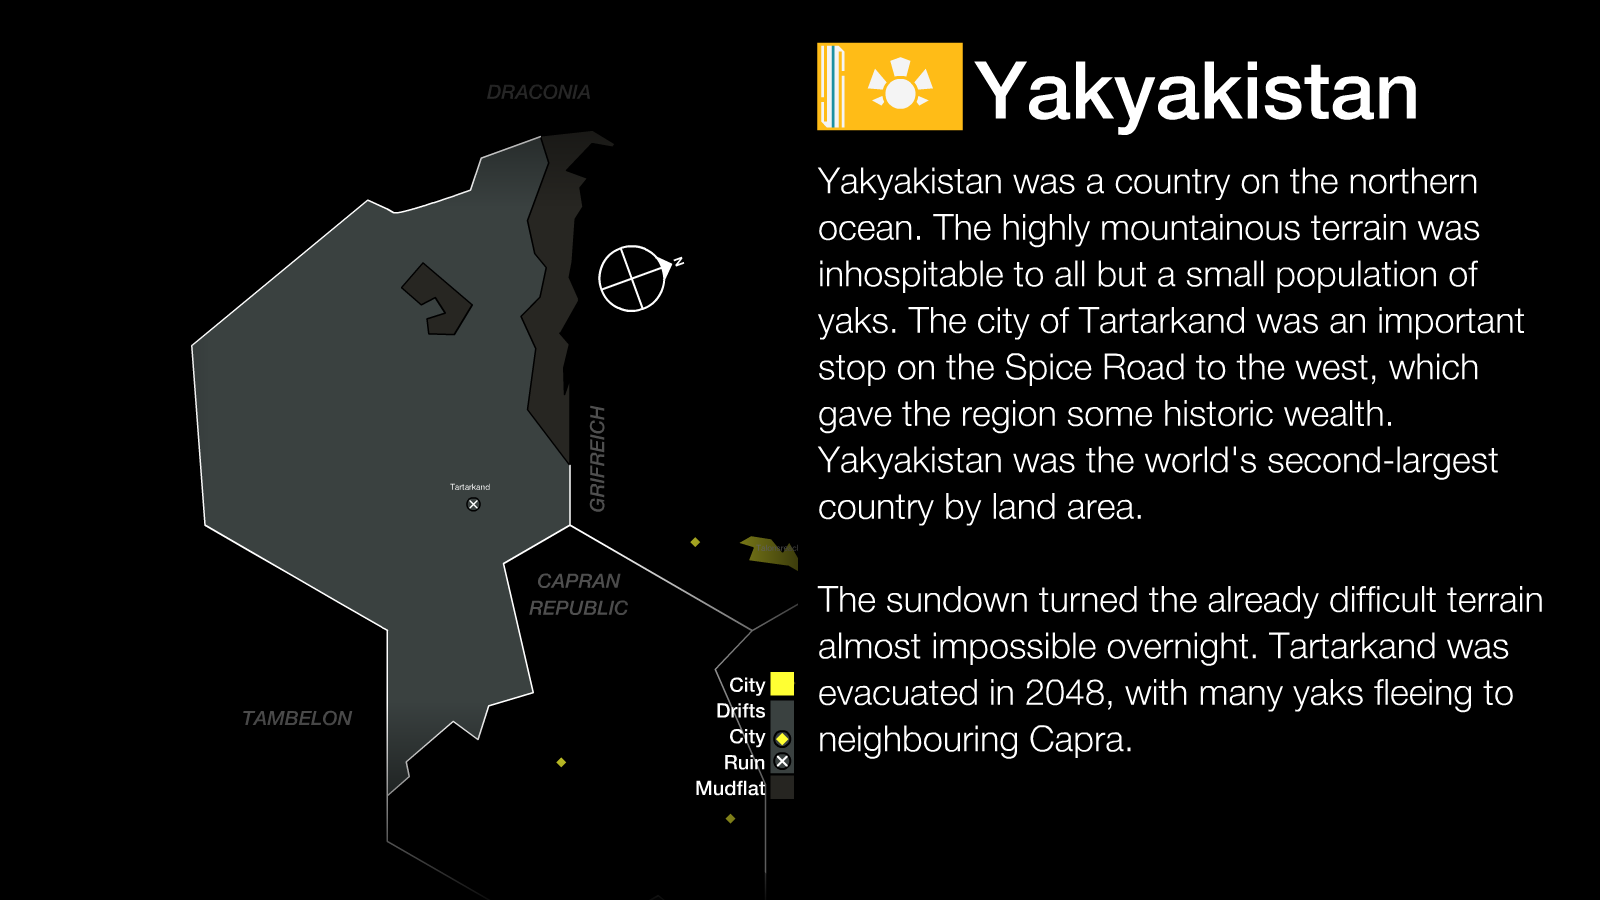 DRACONIA
N
GRIFREICH
Tartarkand
CAPRAN
REPUBLIC
TAMBELON
City
Drifts
City
Ruin
Mudflat
Yakyakistan
Yakyakistan was a country on the northern
ocean. The highly mountainous terrain was
inhospitable to all but a small population of
yaks. The city of Tartarkand was an important
stop on the Spice Road to the west, which
gave the region some historic wealth.
Yakyakistan was the world's second-largest
country by land area.
The sundown turned the already difficult terrain
almost impossible overnight. Tartarkand was
evacuated in 2048, with many yaks fleeing to
neighbouring Capra.